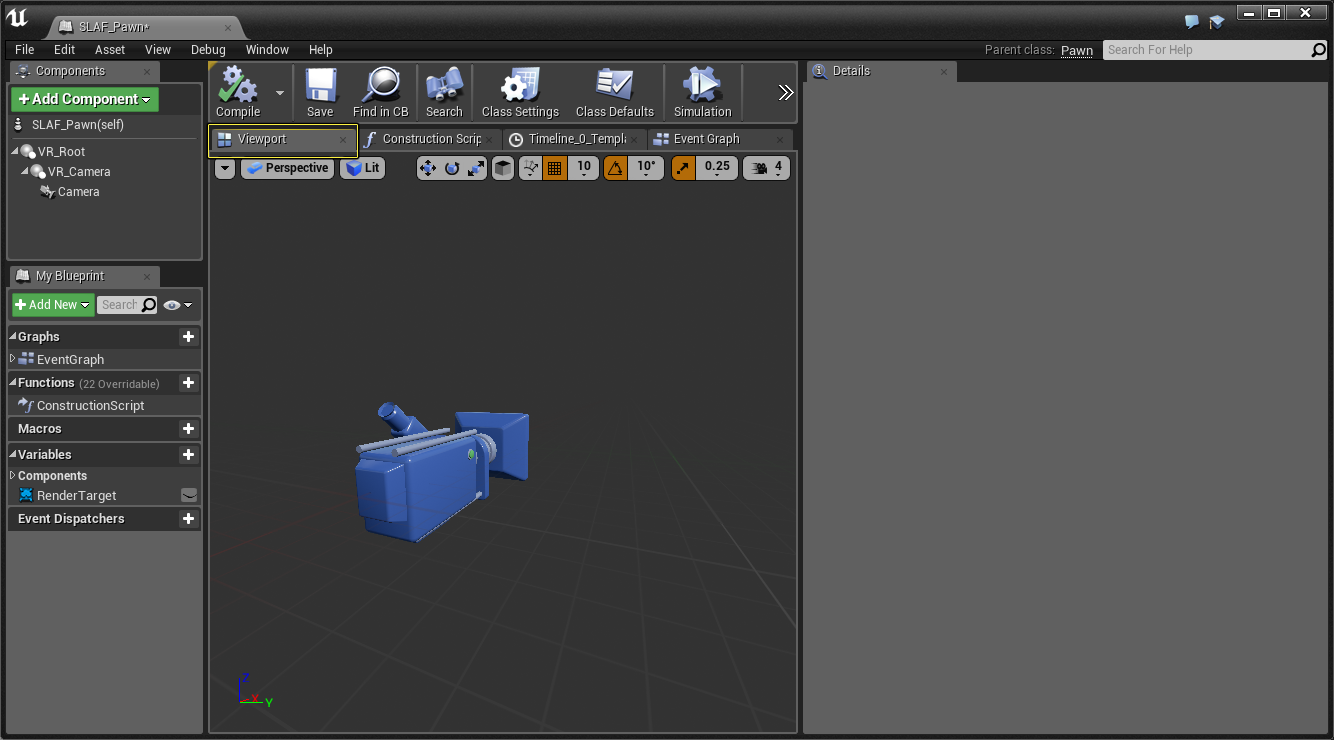 SLAF_Pawn*
File Edit Asset View Debug Window Help
Parent class: Pawn
Search For Help
Components
+ Add Component
SLAF_Pawn(self)
VR_Root
VR_Camera
Camera
My Blueprint
+ Add New
Search
Graphs
EventGraph
Functions (22 Overridable)
ConstructionScript
Macros
Variables
Components
RenderTarget
Event Dispatchers
Compile Save Find in CB Search Class Settings Class Defaults Simulation
Viewport Construction Scrip Timeline_0_Templa Event Graph
Perspective Lit 10 10° 0.25 4
Z
X
Y
Details